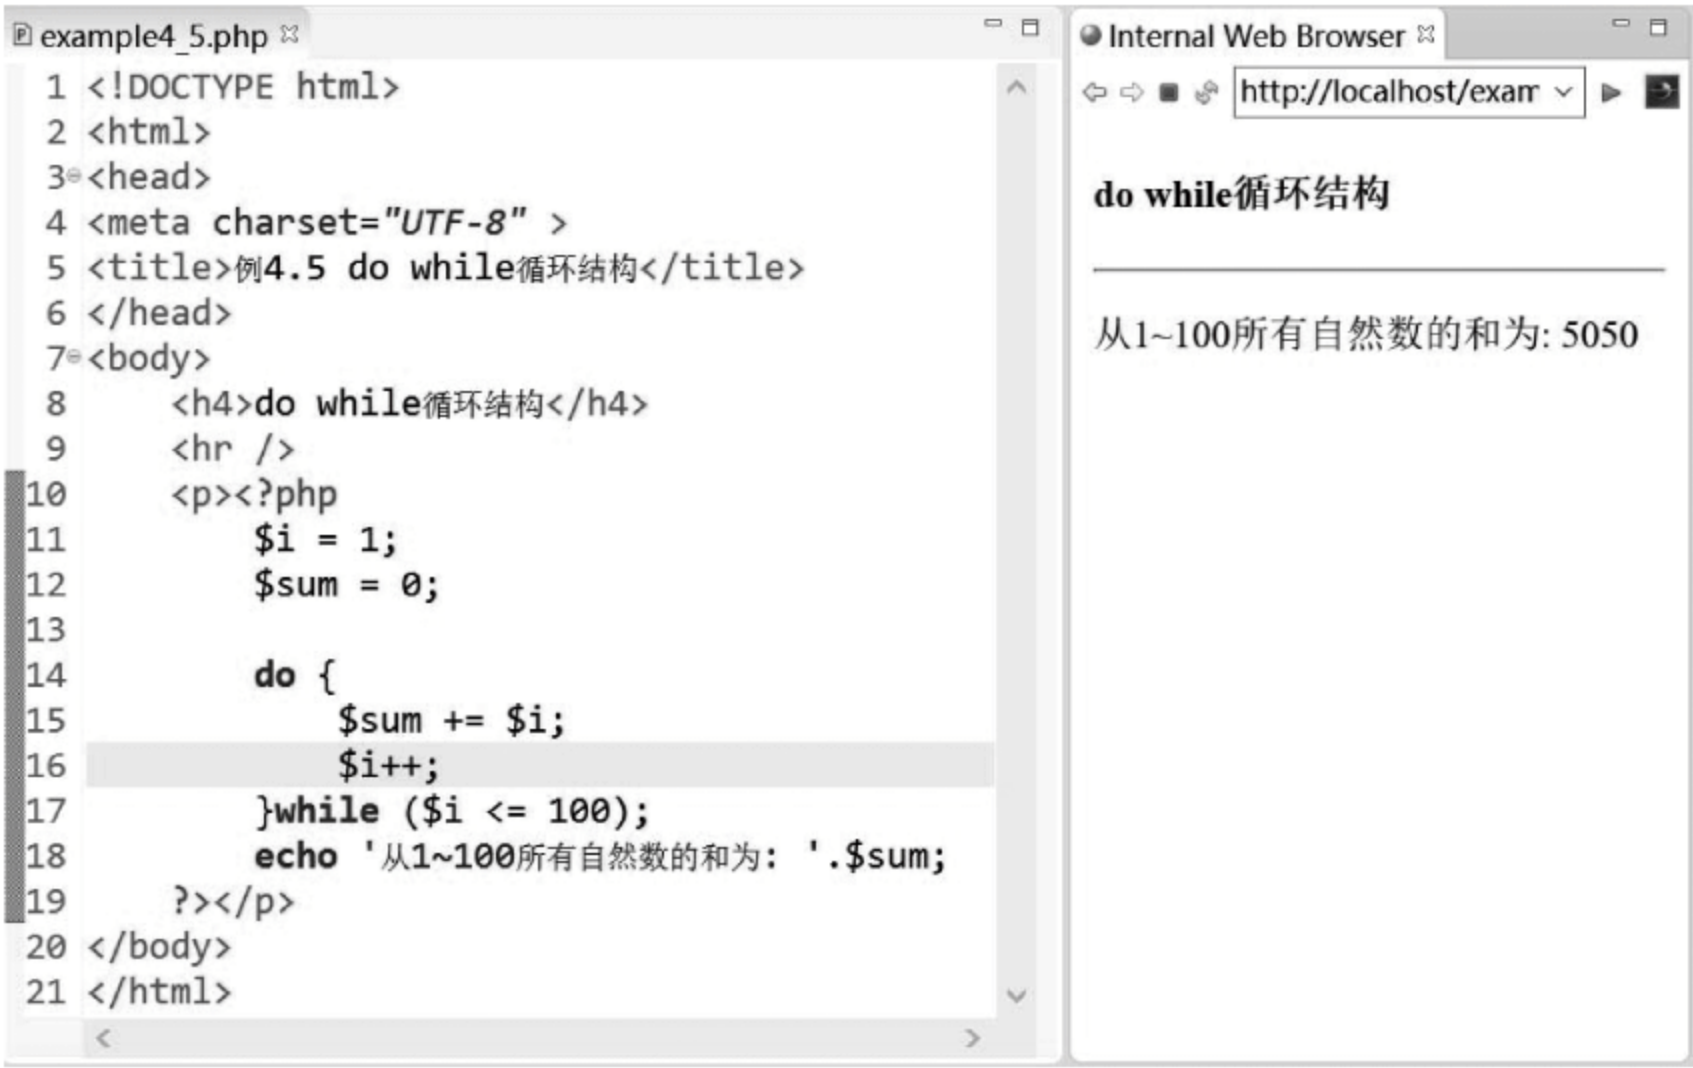 example4_5.php
1 <!DOCTYPE html>
2 <html>
3 <head>
4 <meta charset="UTF-8" >
5 <title>例4.5 do while循环结构</title>
6 </head>
7 <body>
8 <h4>do while循环结构</h4>
9 <hr />
10 <p><?php
11 $i = 1;
12 $sum = 0;
13
14 do {
15 $sum += $i;
16 $i++;
17 }while ($i <= 100);
18 echo '从1~100所有自然数的和为: '.$sum;
19 ?></p>
20 </body>
21 </html>
Internal Web Browser
http://localhost/exam
do while循环结构
从1~100所有自然数的和为: 5050